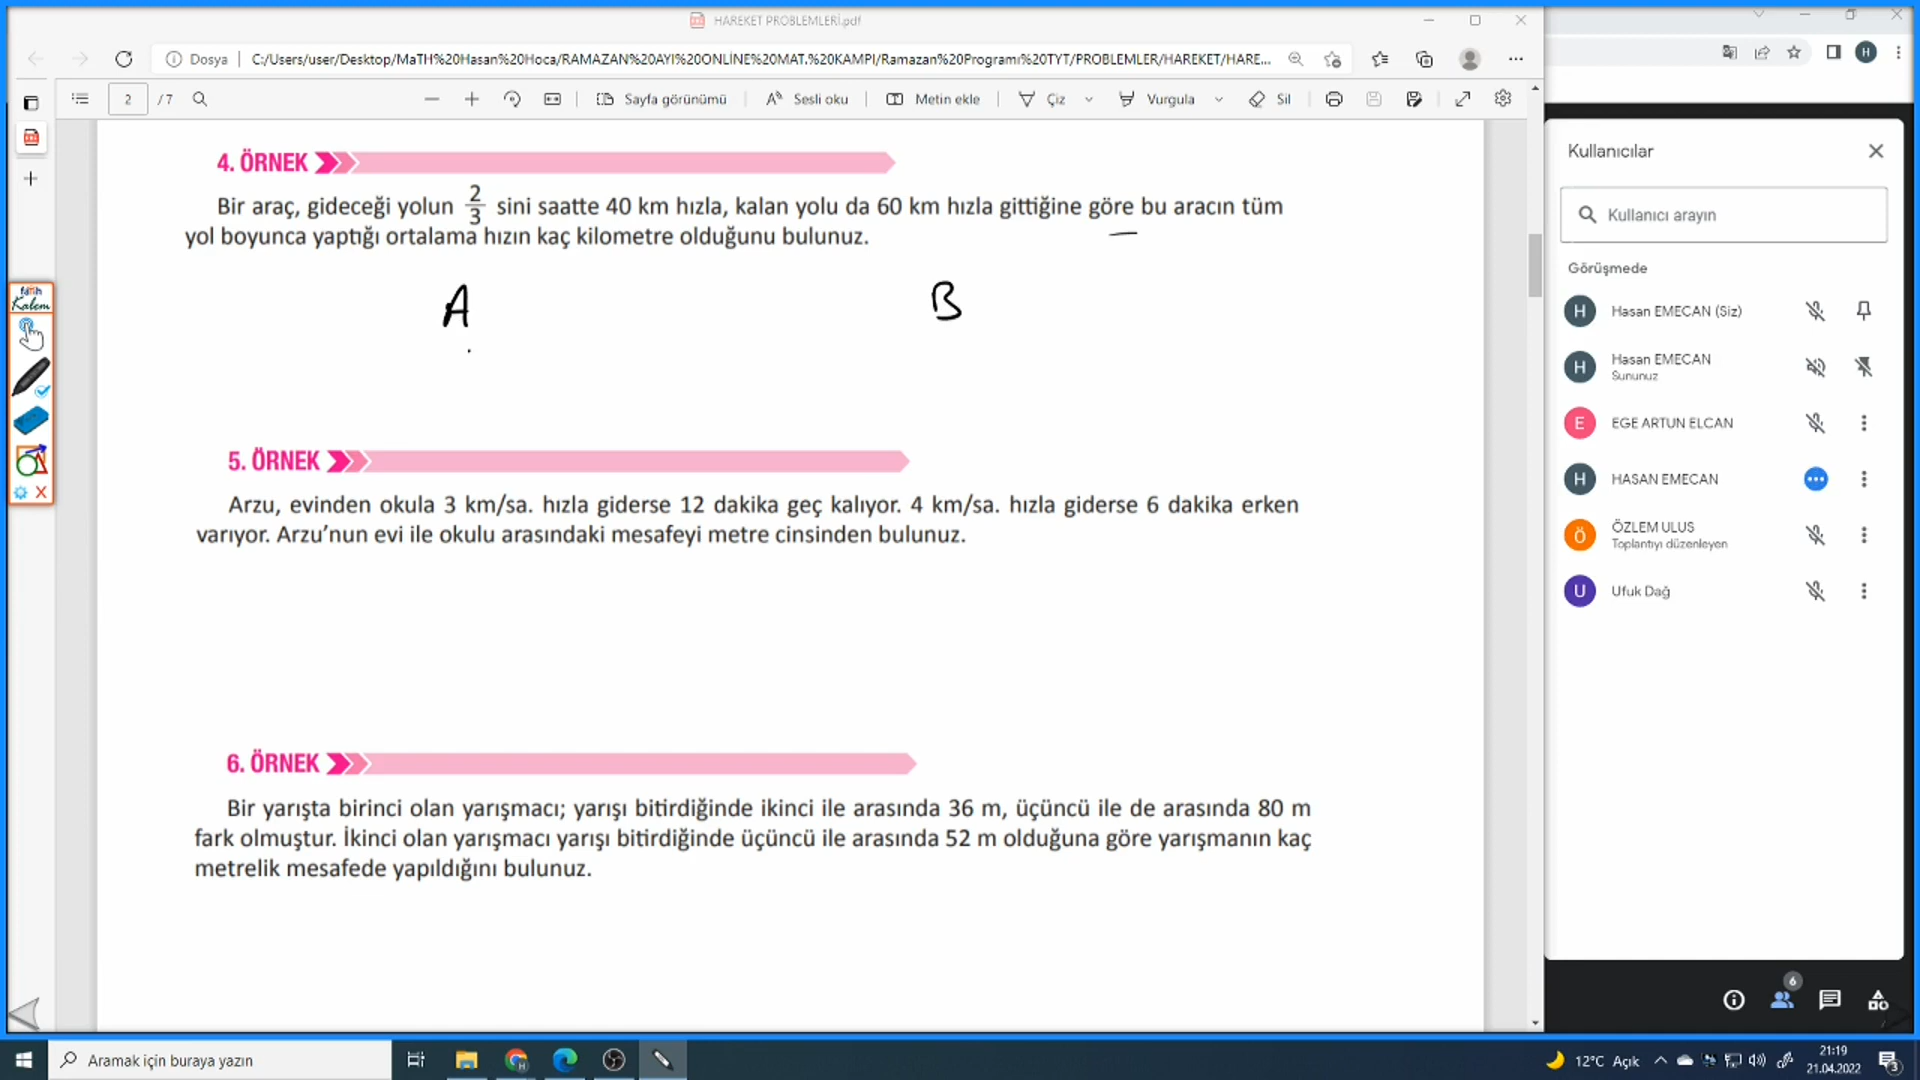 HAREKET PROBLEMLERİ.pdf
Dosya C:/Users/user/Desktop/MaTH%20Hasan%20Hoca/RAMAZAN%20AYI%20ONLİNE%20MAT.%20KAMPI/Ramazan%20Programı%20TYT/PROBLEMLER/HAREKET/HARE...
2 /7 Sayfa görünümü Sesli oku Metin ekle Çiz Vurgula Sil
4. ÖRNEK
Bir araç, gideceği yolun 2/3 sini saatte 40 km hızla, kalan yolu da 60 km hızla gittiğine göre bu aracın tüm
yol boyunca yaptığı ortalama hızın kaç kilometre olduğunu bulunuz.
A B
5. ÖRNEK
Arzu, evinden okula 3 km/sa. hızla giderse 12 dakika geç kalıyor. 4 km/sa. hızla giderse 6 dakika erken
varıyor. Arzu’nun evi ile okulu arasındaki mesafeyi metre cinsinden bulunuz.
6. ÖRNEK
Bir yarışta birinci olan yarışmacı; yarışı bitirdiğinde ikinci ile arasında 36 m, üçüncü ile de arasında 80 m
fark olmuştur. İkinci olan yarışmacı yarışı bitirdiğinde üçüncü ile arasında 52 m olduğuna göre yarışmanın kaç
metrelik mesafede yapıldığını bulunuz.
fatih
Kalem
H
Kullanıcılar
Kullanıcı arayın
Görüşmede
H Hasan EMECAN (Siz)
H Hasan EMECAN
Sununuz
E EGE ARTUN ELCAN
H HASAN EMECAN
Ö ÖZLEM ULUS
Toplantıyı düzenleyen
U Ufuk Dağ
6
Aramak için buraya yazın
12°C Açık
21:19
21.04.2022
3